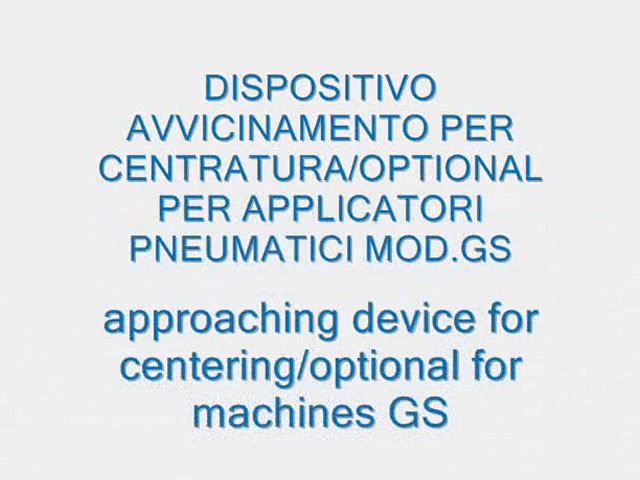 DISPOSITIVO
AVVICINAMENTO PER
CENTRATURA/OPTIONAL
PER APPLICATORI
PNEUMATICI MOD.GS
approaching device for
centering/optional for
machines GS